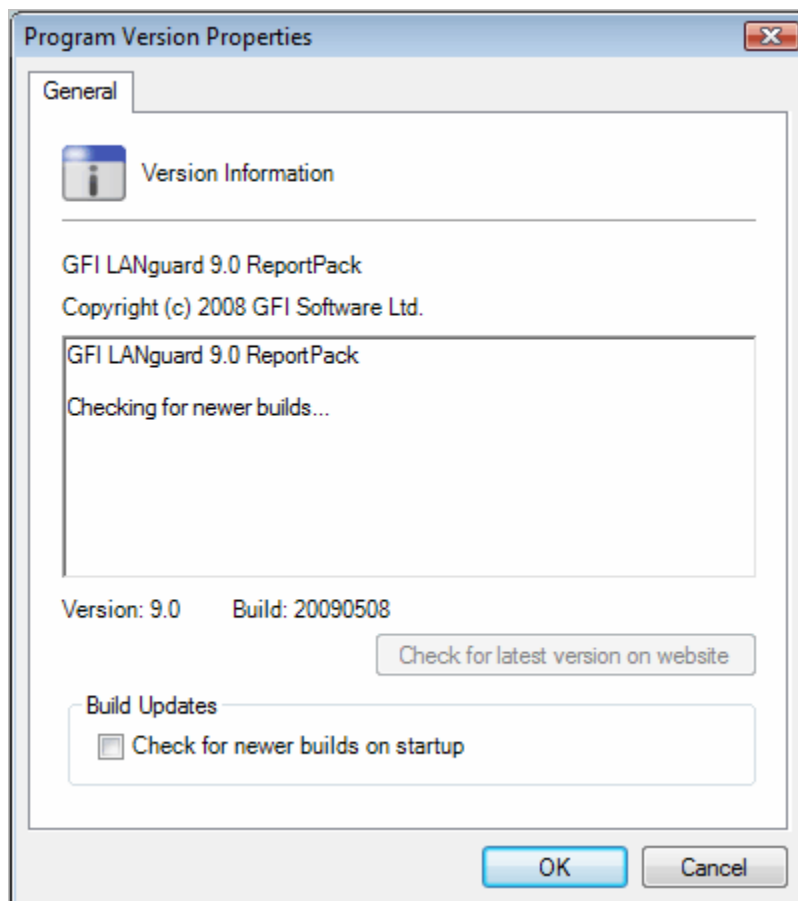 Program Version Properties
General
Version Information
GFI LANguard 9.0 ReportPack
Copyright (c) 2008 GFI Software Ltd.
GFI LANguard 9.0 ReportPack
Checking for newer builds...
Version: 9.0 Build: 20090508
Check for latest version on website
Build Updates
Check for newer builds on startup
OK Cancel